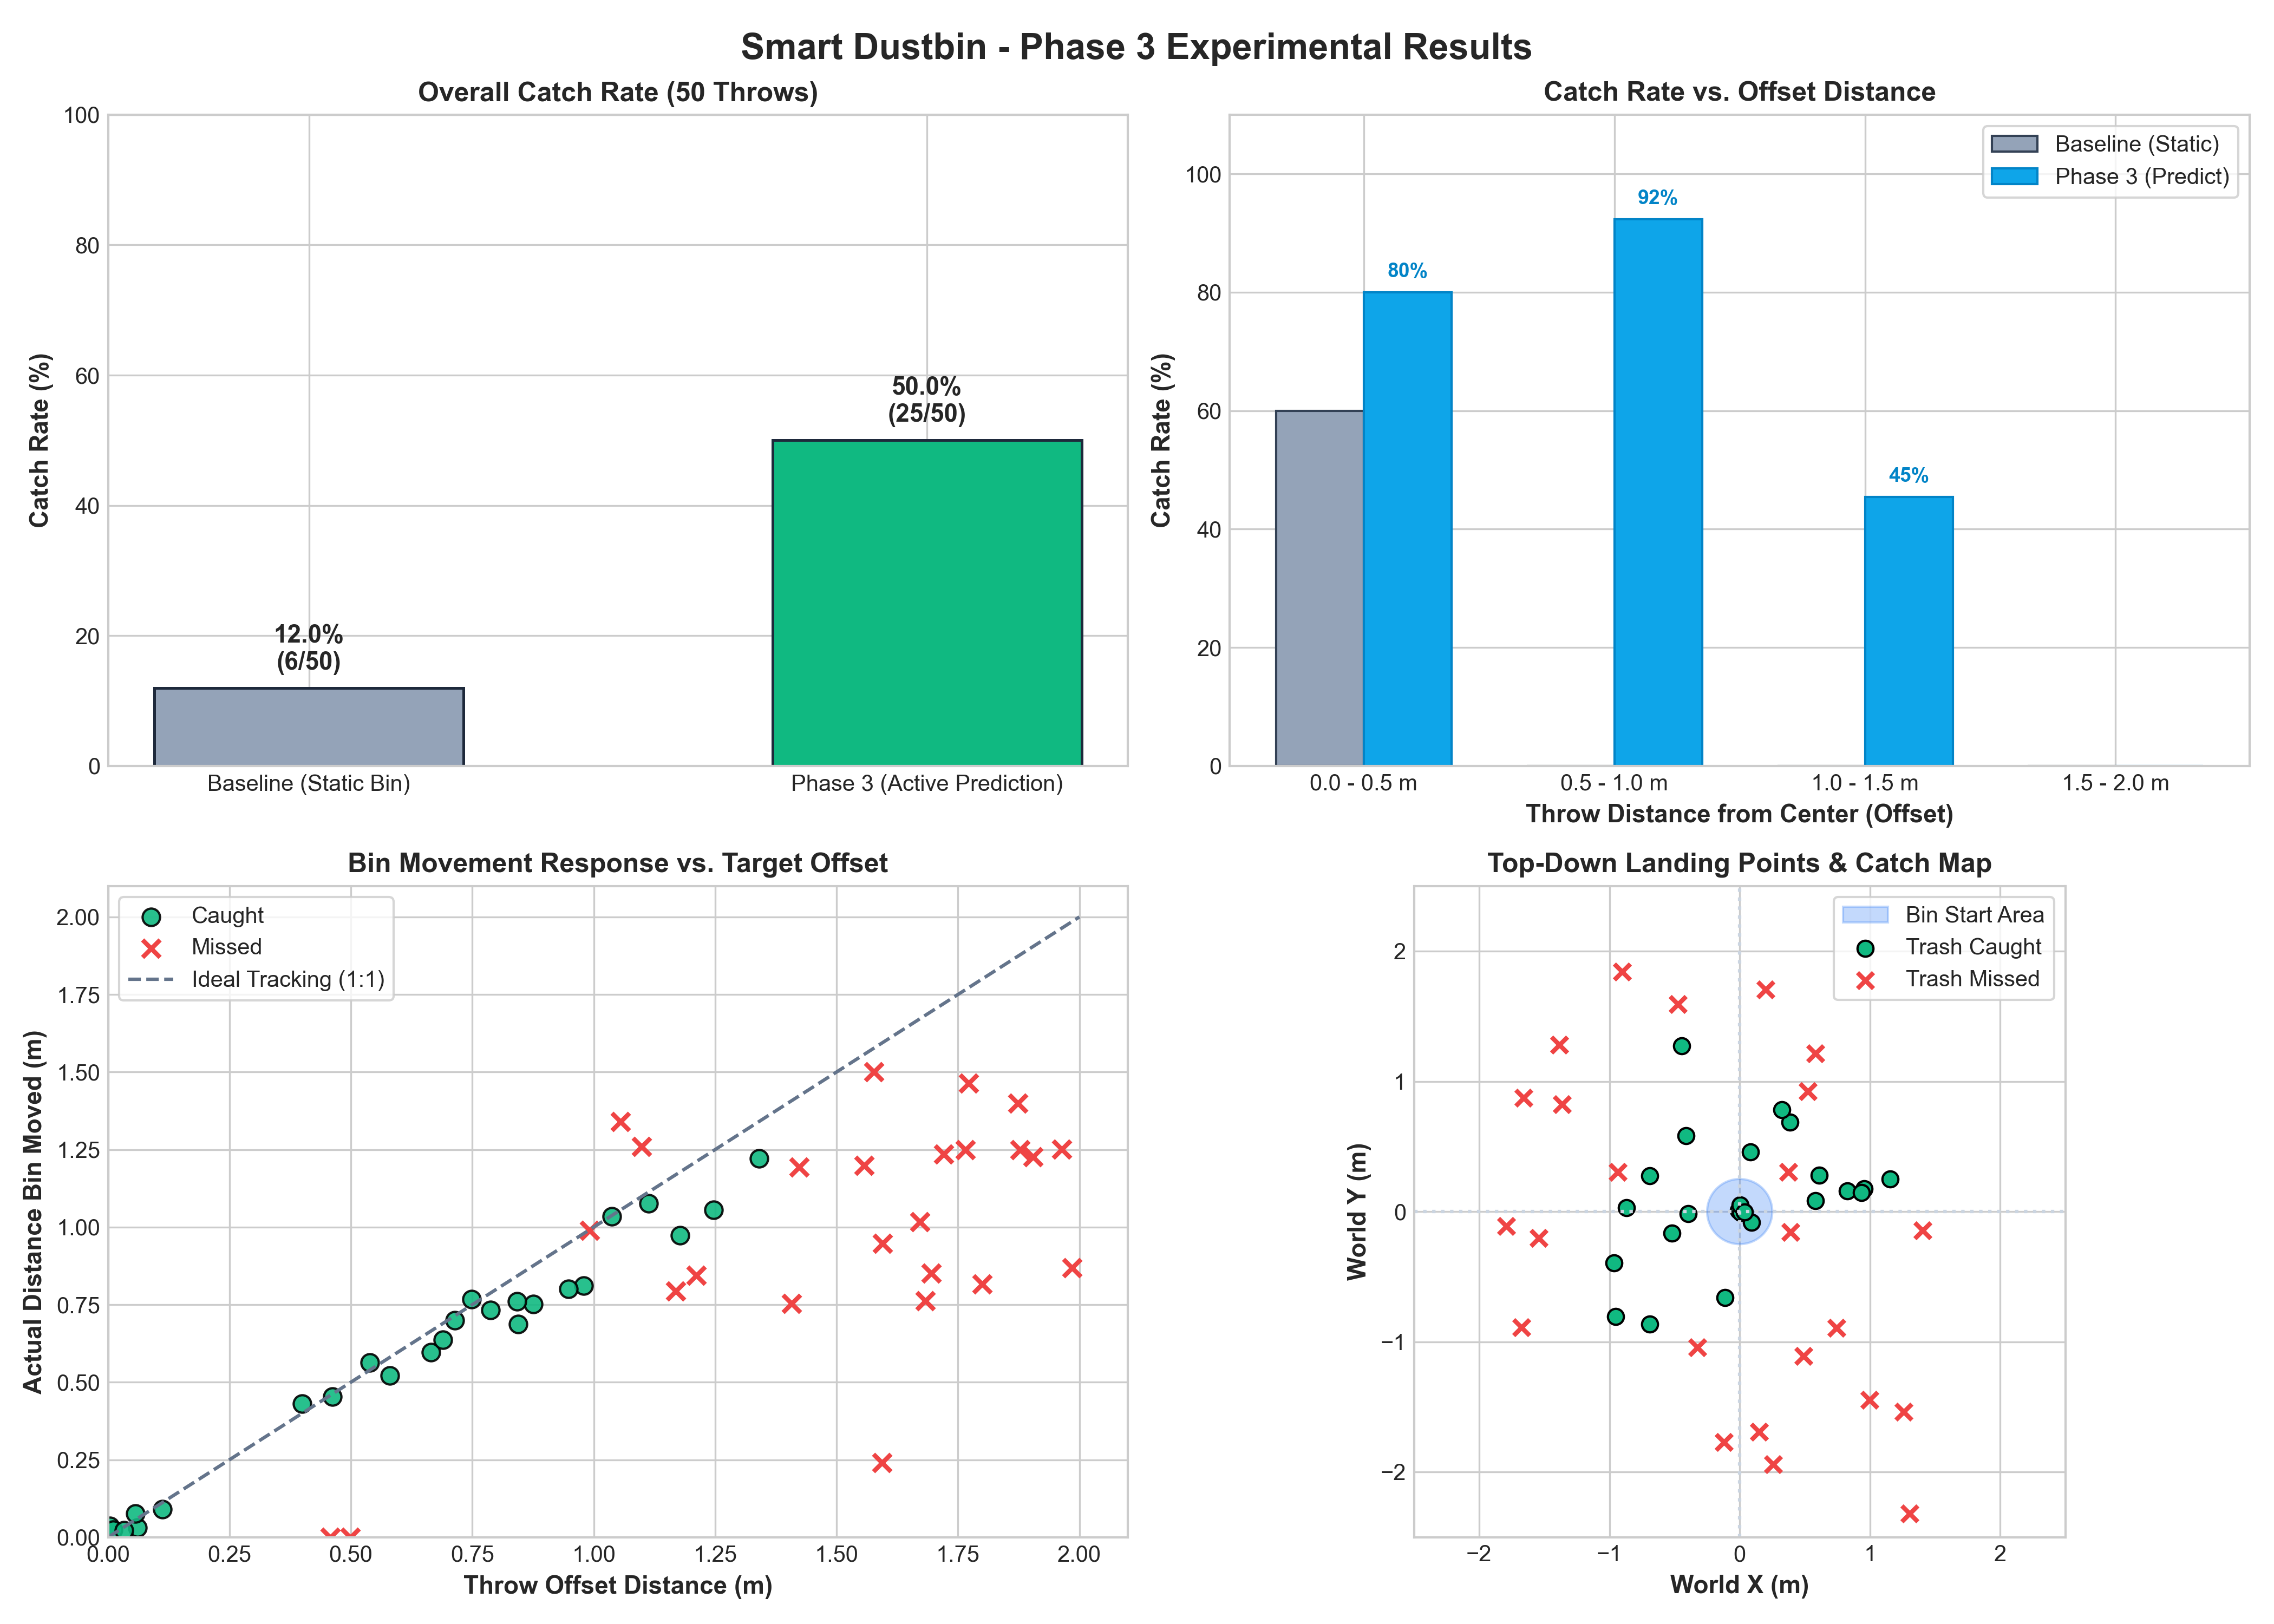 Smart Dustbin - Phase 3 Experimental Results
Overall Catch Rate (50 Throws)
Catch Rate (%)
100
80
60
40
20
0
12.0%
(6/50)
50.0%
(25/50)
Baseline (Static Bin)
Phase 3 (Active Prediction)
Catch Rate vs. Offset Distance
Baseline (Static)
Phase 3 (Predict)
Catch Rate (%)
100
80
60
40
20
0
80%
92%
45%
0.0 - 0.5 m
0.5 - 1.0 m
1.0 - 1.5 m
1.5 - 2.0 m
Throw Distance from Center (Offset)
Bin Movement Response vs. Target Offset
Caught
Missed
Ideal Tracking (1:1)
Actual Distance Bin Moved (m)
2.00
1.75
1.50
1.25
1.00
0.75
0.50
0.25
0.00
0.00
0.25
0.50
0.75
1.00
1.25
1.50
1.75
2.00
Throw Offset Distance (m)
Top-Down Landing Points & Catch Map
Bin Start Area
Trash Caught
Trash Missed
World Y (m)
2
1
0
−1
−2
−2
−1
0
1
2
World X (m)